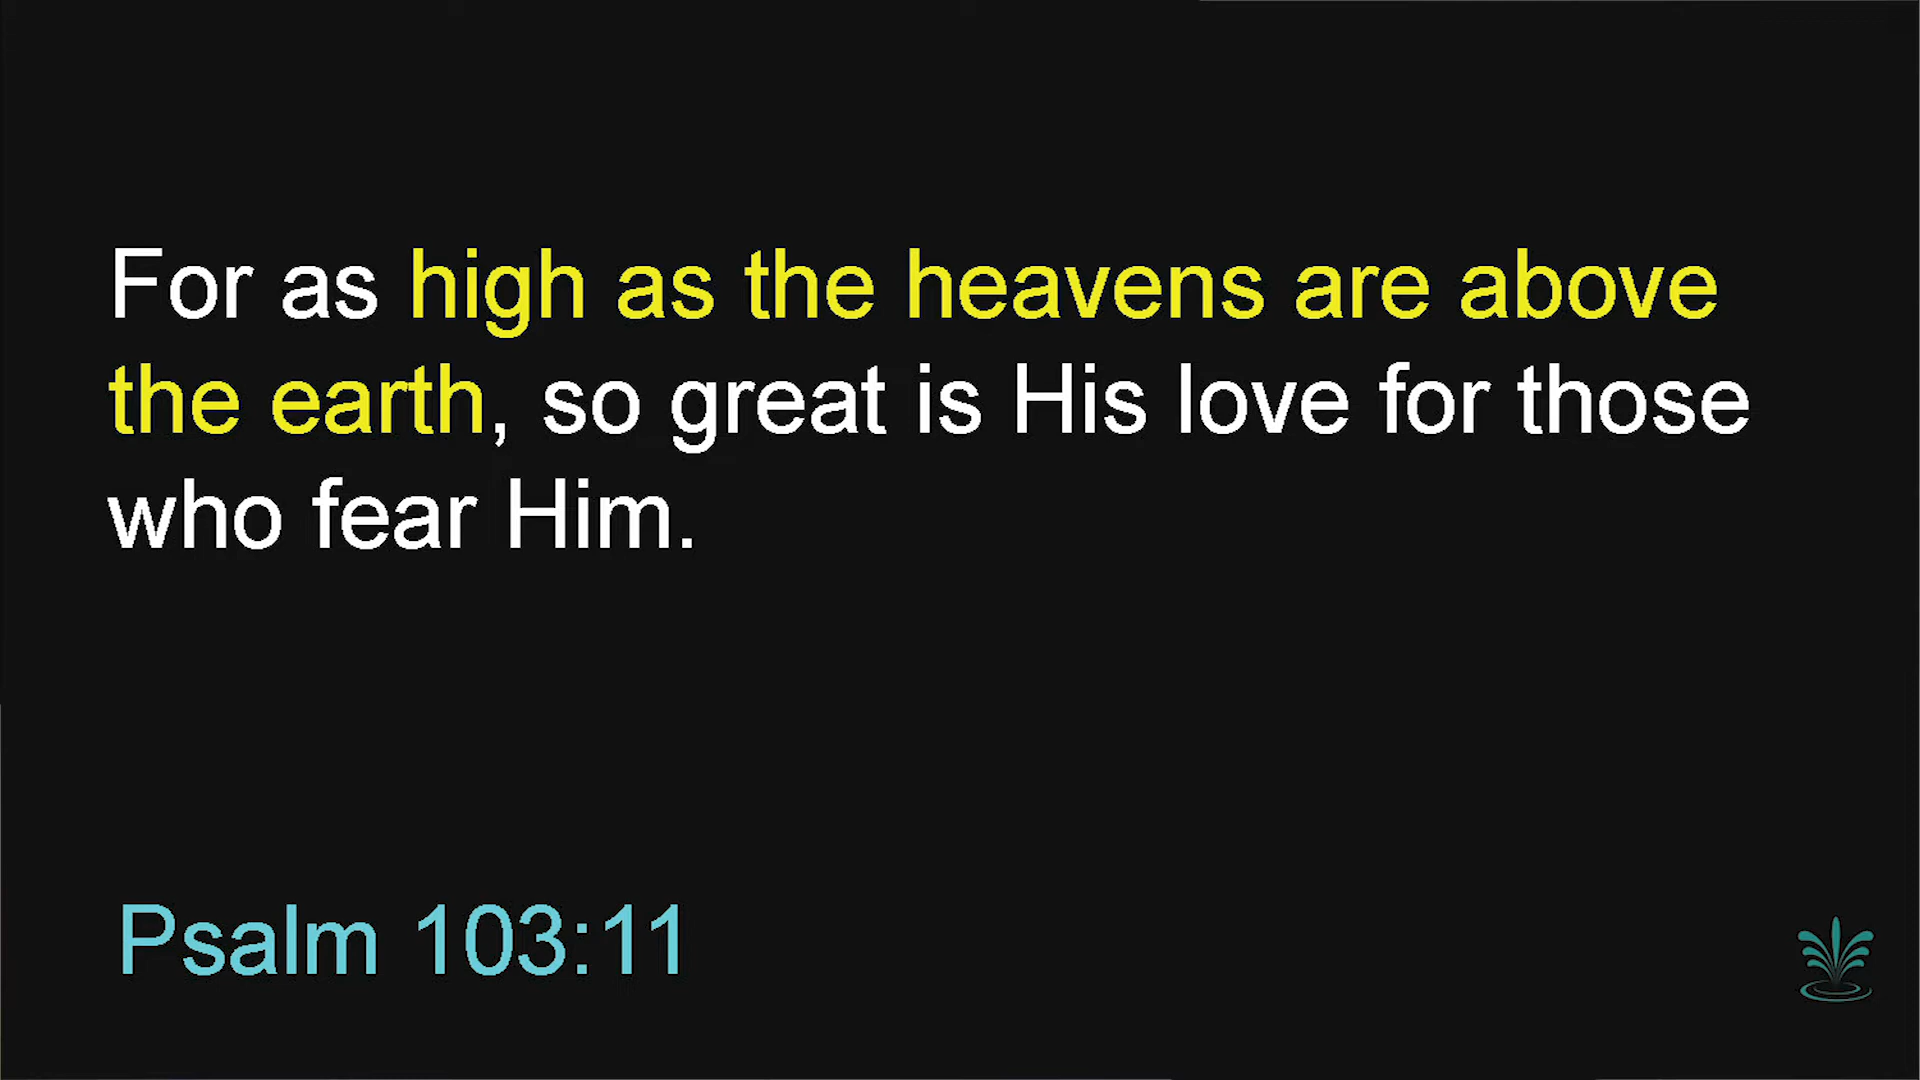 For as high as the heavens are above
the earth, so great is His love for those
who fear Him.
Psalm 103:11